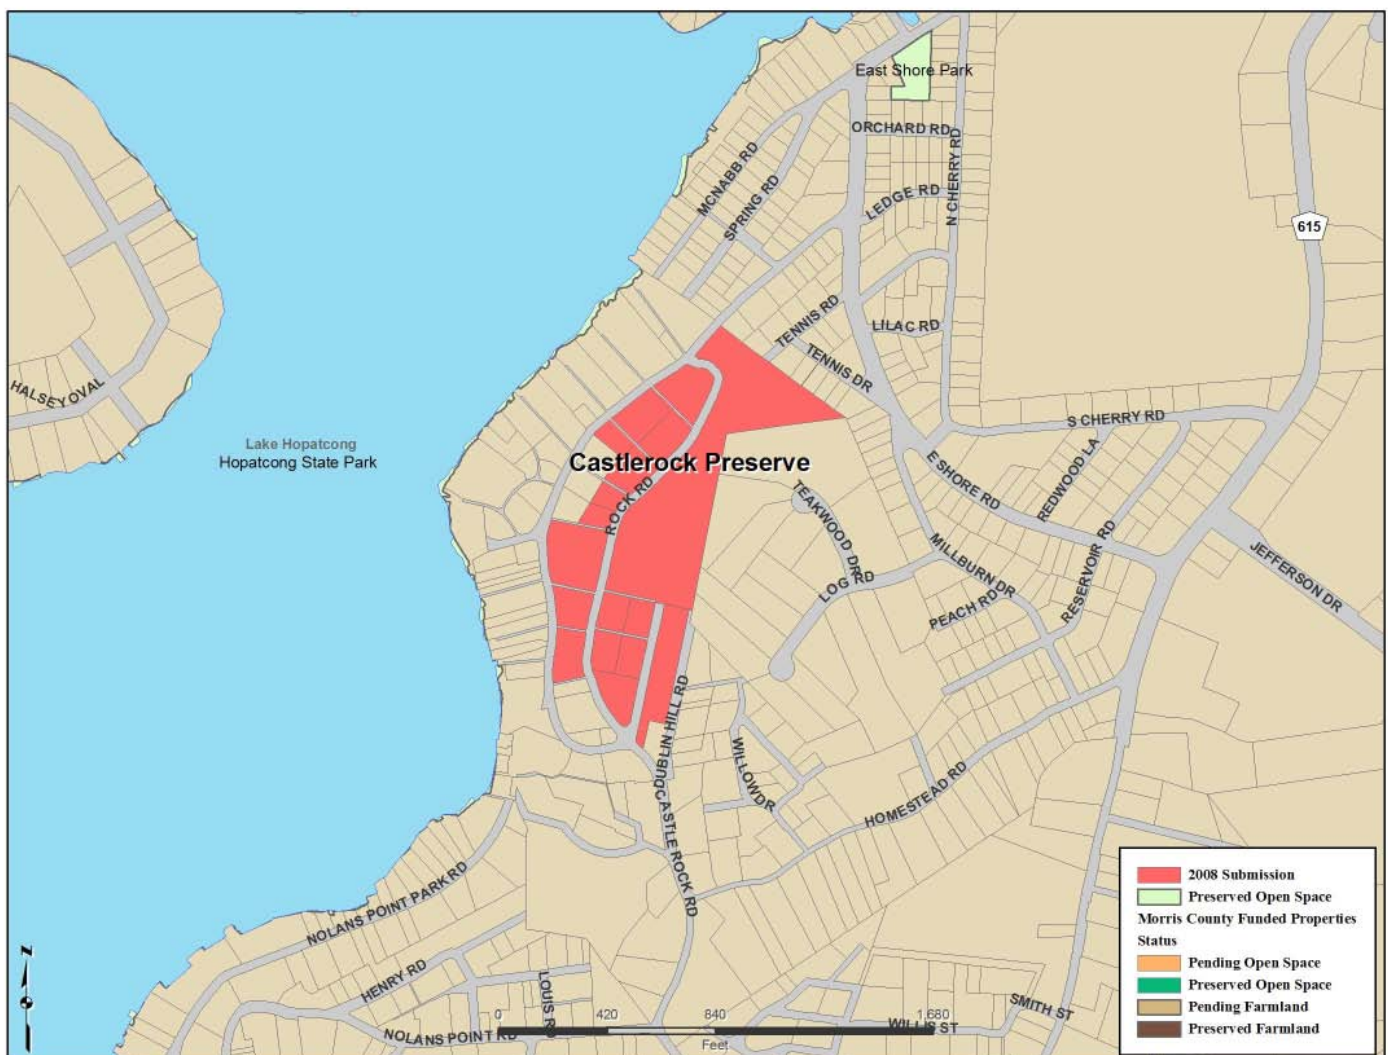 East Shore Park
ORCHARD RD
MCNABB RD
SPRING RD
LEDGE RD
N CHERRY RD
615
TENNIS RD
LILAC RD
TENNIS DR
HALSEY OVAL
S CHERRY RD
Lake Hopatcong
Hopatcong State Park
Castlerock Preserve
ROCK RD
E SHORE RD
REDWOOD LA
RESERVOIR RD
TEAKWOOD DR
LOG RD
MILLBURN DR
PEACH RD
JEFFERSON DR
DUBLIN HILL RD
WILLOW DR
HOMESTEAD RD
CASTLE ROCK RD
NOLANS POINT PARK RD
HENRY RD
LOUIS RD
NOLANS POINT RD
WILLIS ST
SMITH ST
N
0 420 840 1,680
Feet
2008 Submission
Preserved Open Space
Morris County Funded Properties
Status
Pending Open Space
Preserved Open Space
Pending Farmland
Preserved Farmland